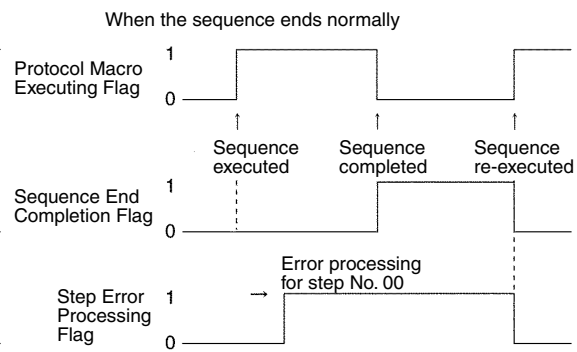 When the sequence ends normally
Protocol Macro
Executing Flag
1
0
Sequence
executed
Sequence
completed
Sequence
re-executed
Sequence End
Completion Flag
1
0
Error processing
for step No. 00
Step Error
Processing
Flag
1
0